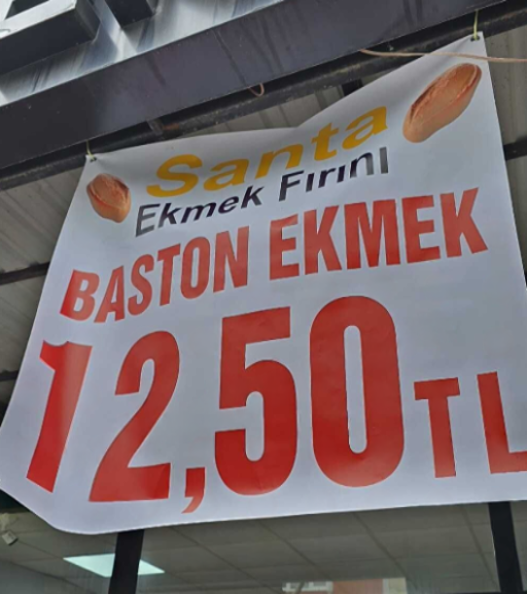 Santa
Ekmek Fırını
BASTON EKMEK
12,50 TL